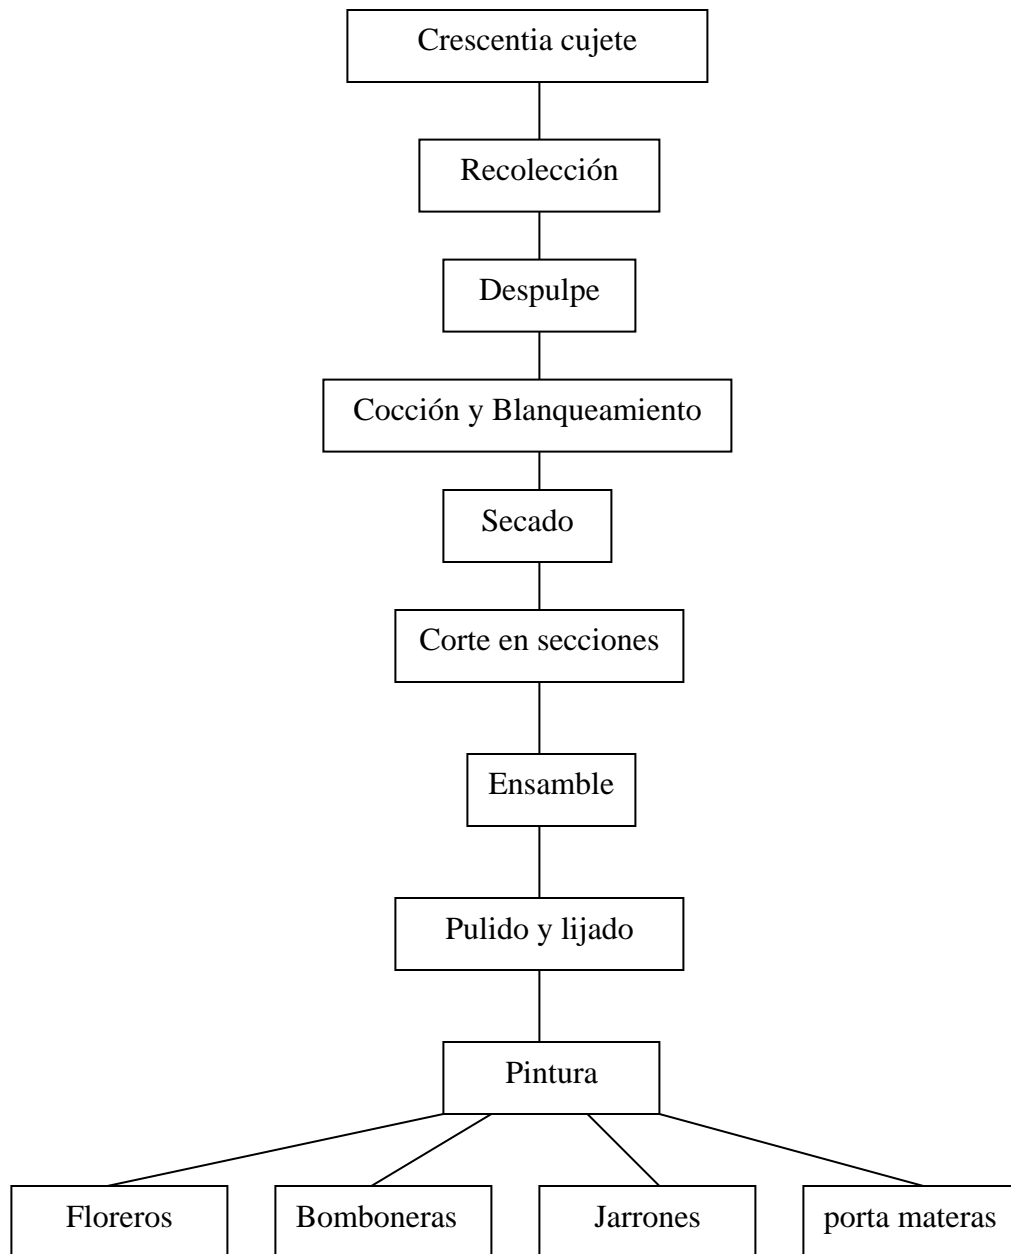 Crescentia cujete
Recolección
Despulpe
Cocción y Blanqueamiento
Secado
Corte en secciones
Ensamble
Pulido y lijado
Pintura
Floreros
Bomboneras
Jarrones
porta materas